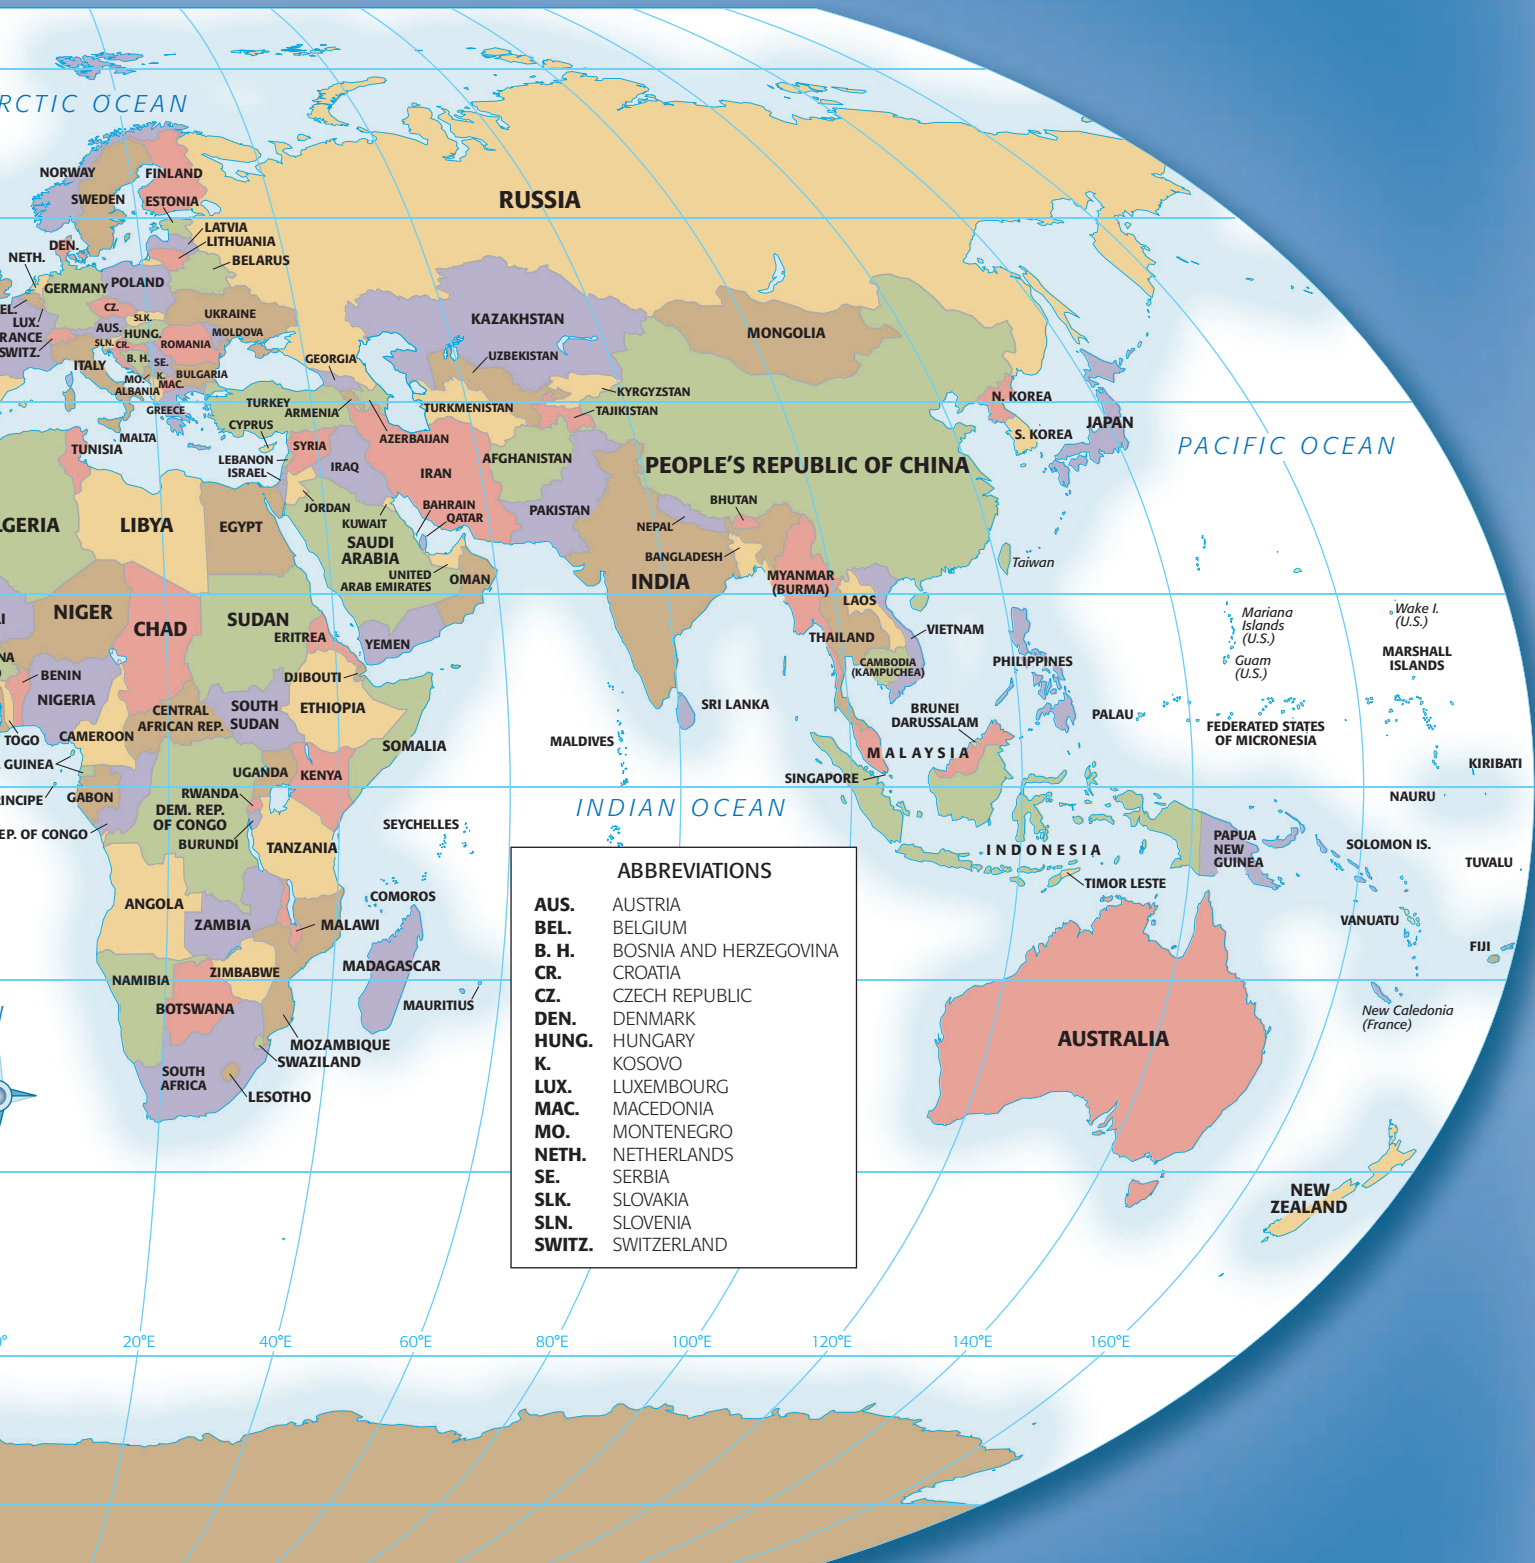 RCTIC OCEAN
NORWAY
FINLAND
SWEDEN
ESTONIA
RUSSIA
LATVIA
LITHUANIA
DEN.
NETH.
BELARUS
GERMANY
POLAND
EL.
CZ.
SLK.
UKRAINE
LUX.
AUS.
HUNG.
MOLDOVA
RANCE
SLN.
CR.
ROMANIA
SWITZ.
B. H.
SE.
ITALY
K.
BULGARIA
MO.
MAC.
ALBANIA
GREECE
KAZAKHSTAN
MONGOLIA
UZBEKISTAN
GEORGIA
KYRGYZSTAN
N. KOREA
TURKEY
ARMENIA
TURKMENISTAN
TAJIKISTAN
JAPAN
CYPRUS
AZERBAIJAN
S. KOREA
MALTA
TUNISIA
SYRIA
PACIFIC OCEAN
LEBANON
ISRAEL
IRAQ
IRAN
AFGHANISTAN
PEOPLE'S REPUBLIC OF CHINA
JORDAN
BAHRAIN
QATAR
KUWAIT
PAKISTAN
BHUTAN
NEPAL
LGERIA
LIBYA
EGYPT
SAUDI
ARABIA
BANGLADESH
Taiwan
UNITED
ARAB EMIRATES
OMAN
INDIA
MYANMAR
(BURMA)
LAOS
I
NIGER
CHAD
SUDAN
ERITREA
YEMEN
THAILAND
VIETNAM
Mariana
Islands
(U.S.)
Wake I.
(U.S.)
MARSHALL
ISLANDS
NA
BENIN
DJIBOUTI
CAMBODIA
(KAMPUCHEA)
PHILIPPINES
Guam
(U.S.)
NIGERIA
CENTRAL
AFRICAN REP.
SOUTH
SUDAN
ETHIOPIA
SRI LANKA
BRUNEI
DARUSSALAM
PALAU
FEDERATED STATES
OF MICRONESIA
TOGO
CAMEROON
SOMALIA
MALDIVES
MALAYSIA
GUINEA
UGANDA
KENYA
SINGAPORE
KIRIBATI
INCIPE
GABON
RWANDA
INDIAN OCEAN
NAURU
DEM. REP.
OF CONGO
EP. OF CONGO
BURUNDI
TANZANIA
SEYCHELLES
INDONESIA
PAPUA
NEW
GUINEA
SOLOMON IS.
TUVALU
TIMOR LESTE
ANGOLA
COMOROS
ZAMBIA
MALAWI
VANUATU
FIJI
MADAGASCAR
NAMIBIA
ZIMBABWE
BOTSWANA
MAURITIUS
New Caledonia
(France)
MOZAMBIQUE
SWAZILAND
AUSTRALIA
SOUTH
AFRICA
LESOTHO
NEW
ZEALAND
ABBREVIATIONS
AUS. AUSTRIA
BEL. BELGIUM
B. H. BOSNIA AND HERZEGOVINA
CR. CROATIA
CZ. CZECH REPUBLIC
DEN. DENMARK
HUNG. HUNGARY
K. KOSOVO
LUX. LUXEMBOURG
MAC. MACEDONIA
MO. MONTENEGRO
NETH. NETHERLANDS
SE. SERBIA
SLK. SLOVAKIA
SLN. SLOVENIA
SWITZ. SWITZERLAND
° 20°E 40°E 60°E 80°E 100°E 120°E 140°E 160°E